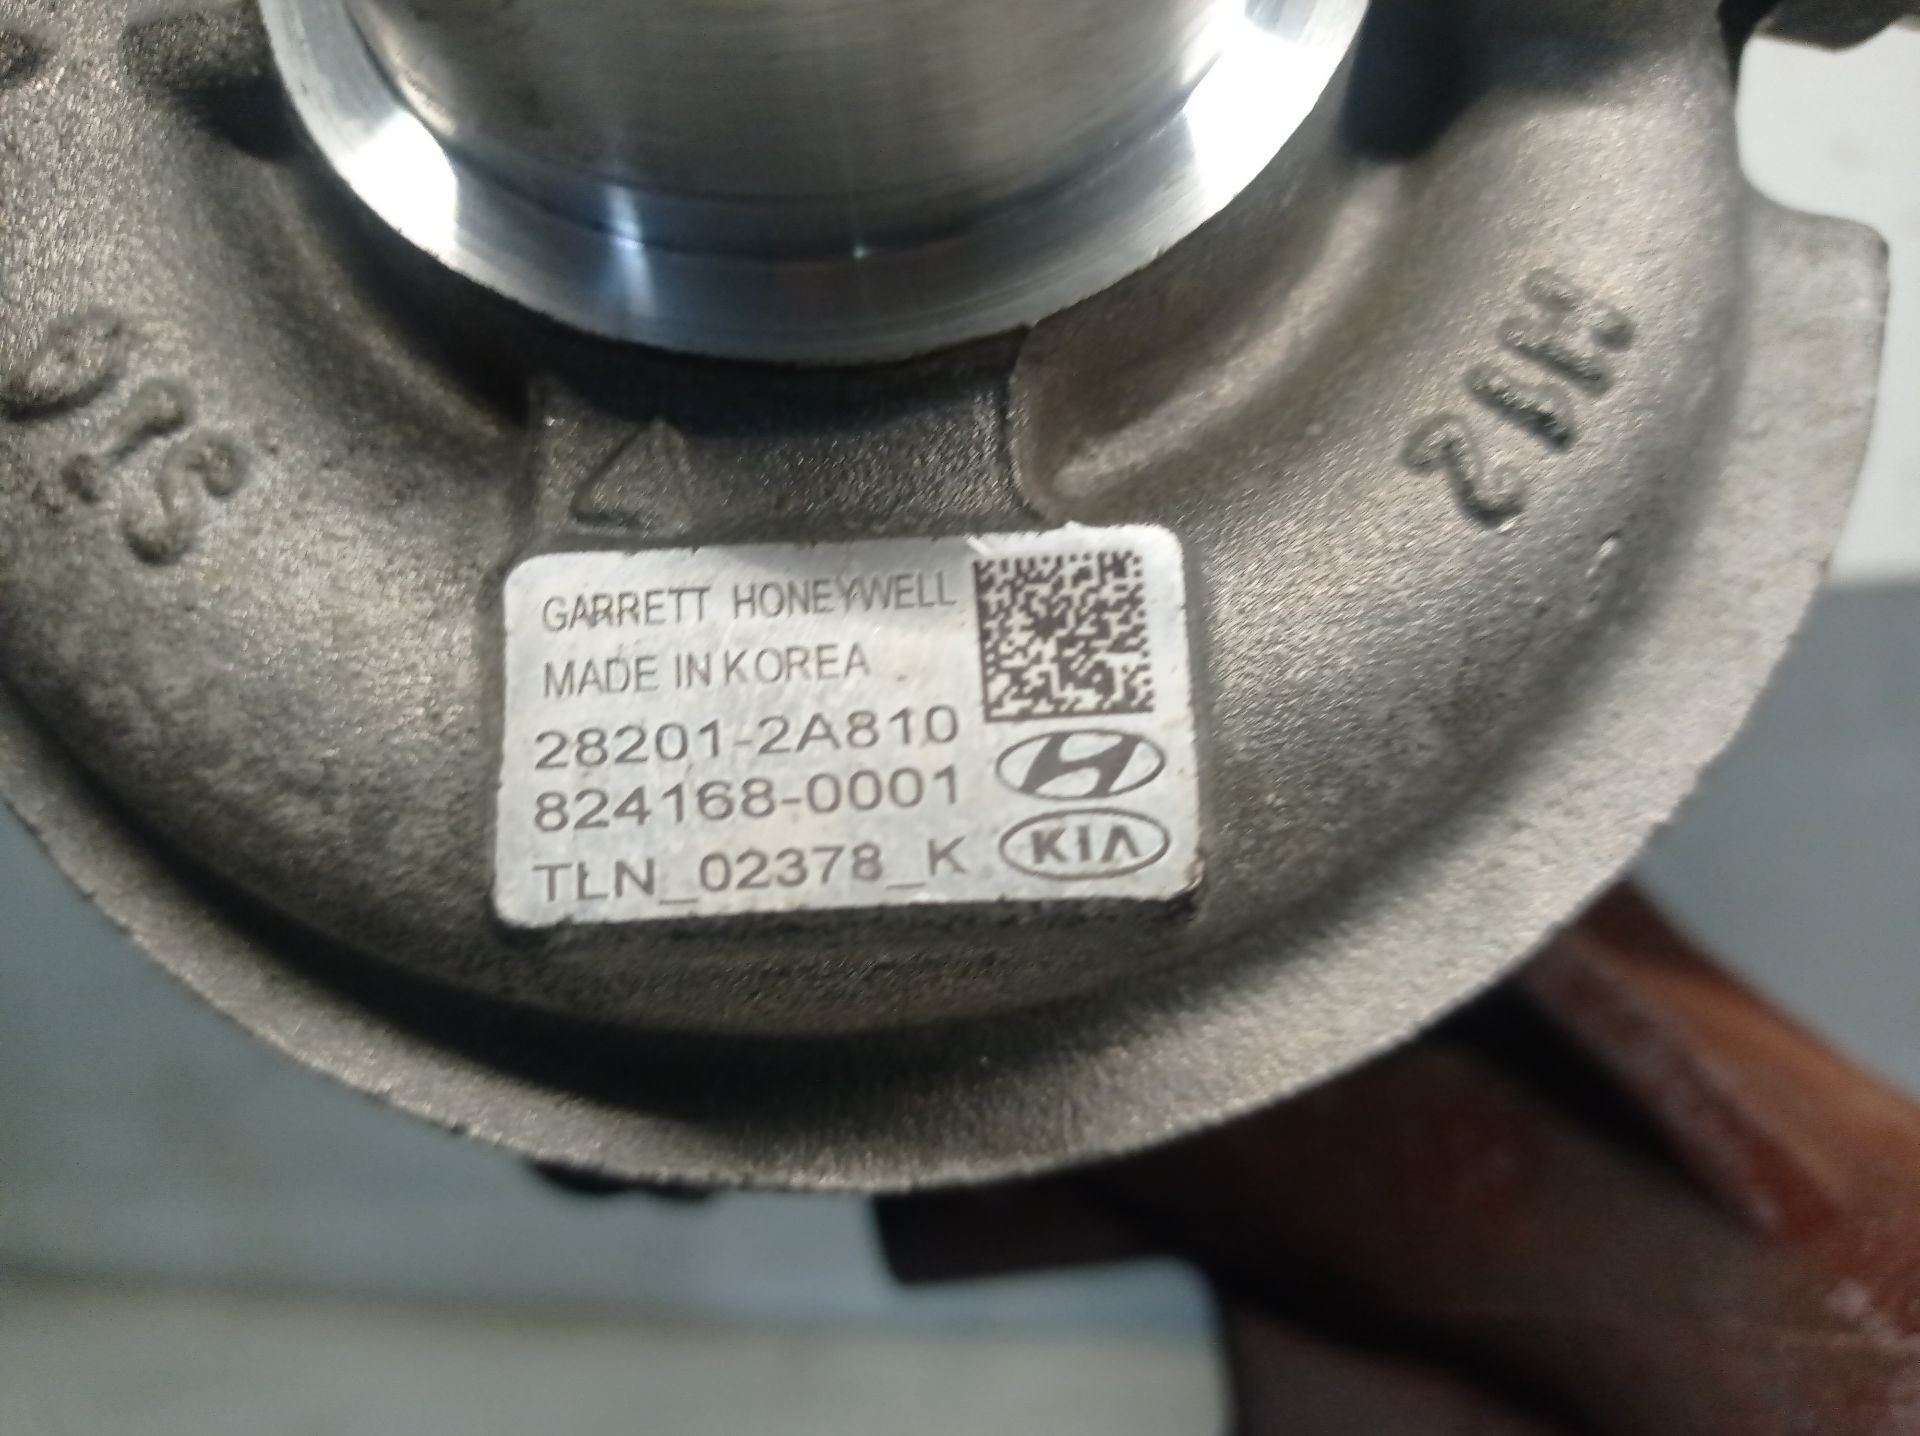 GARRETT HONEYWELL
MADE IN KOREA
28201-2A810
824168-0001
TLN_02378_K
KIA